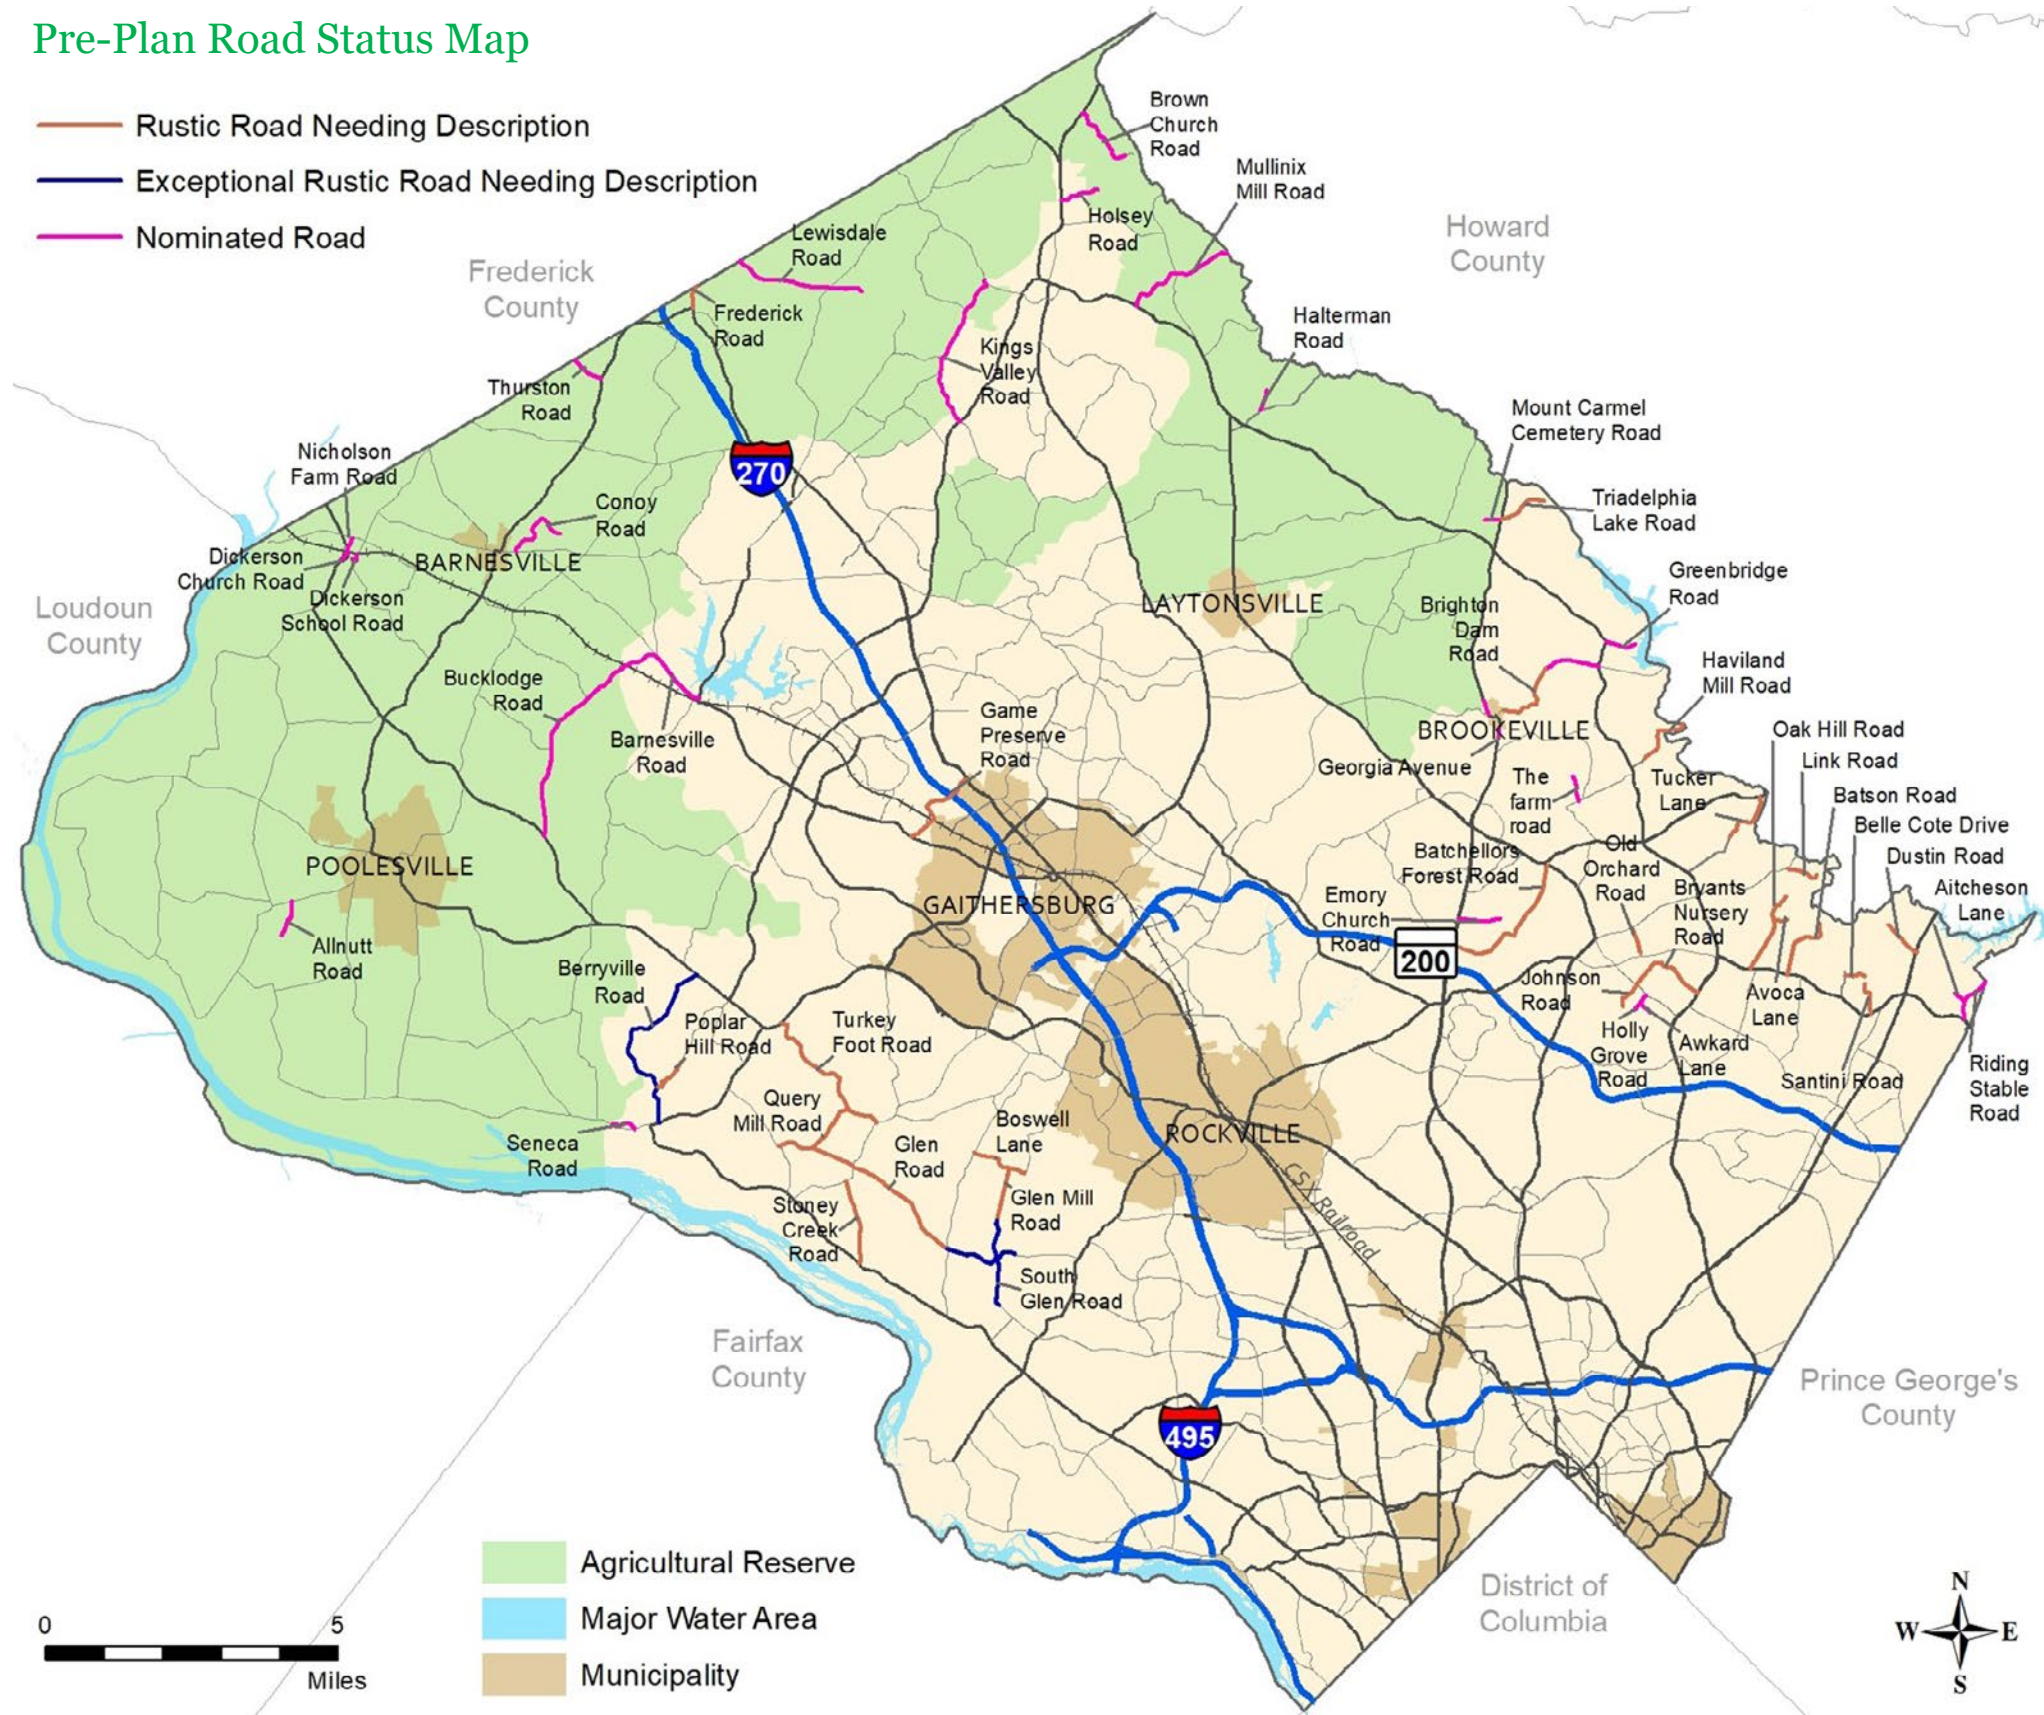 Pre-Plan Road Status Map
Rustic Road Needing Description
Exceptional Rustic Road Needing Description
Nominated Road
Brown
Church
Road
Mullinix
Mill Road
Holsey
Road
Howard
County
Lewisdale
Road
Frederick
County
Frederick
Road
Halterman
Road
Kings
Valley
Road
Thurston
Road
Mount Carmel
Cemetery Road
Nicholson
Farm Road
270
Triadelphia
Lake Road
Conoy
Road
Dickerson
Church Road
BARNESVILLE
Greenbridge
Road
Dickerson
School Road
LAYTONSVILLE
Brighton
Dam
Road
Loudoun
County
Haviland
Mill Road
Bucklodge
Road
Game
Preserve
Road
BROOKEVILLE
Oak Hill Road
Barnesville
Road
Link Road
Georgia Avenue
The
farm
road
Tucker
Lane
Batson Road
Belle Cote Drive
Old
Orchard
Road
Batchellors
Forest Road
Dustin Road
POOLESVILLE
Aitcheson
Lane
Emory
Church
Road
Bryants
Nursery
Road
GAITHERSBURG
200
Allnutt
Road
Berryville
Road
Johnson
Road
Avoca
Lane
Poplar
Hill Road
Turkey
Foot Road
Holly
Grove
Road
Awkard
Lane
Santini Road
Riding
Stable
Road
Query
Mill Road
Boswell
Lane
Seneca
Road
Glen
Road
ROCKVILLE
CSX Railroad
Stoney
Creek
Road
Glen Mill
Road
South
Glen Road
Fairfax
County
Prince George's
County
495
Agricultural Reserve
Major Water Area
Municipality
District of
Columbia
0 5
Miles
N
W E
S